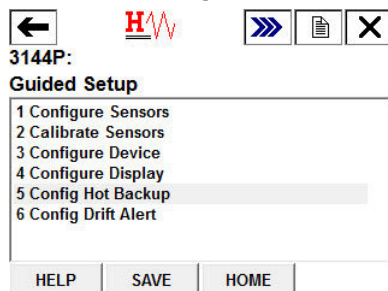 H
3144P:
Guided Setup
1 Configure Sensors
2 Calibrate Sensors
3 Configure Device
4 Configure Display
5 Config Hot Backup
6 Config Drift Alert
HELP SAVE HOME